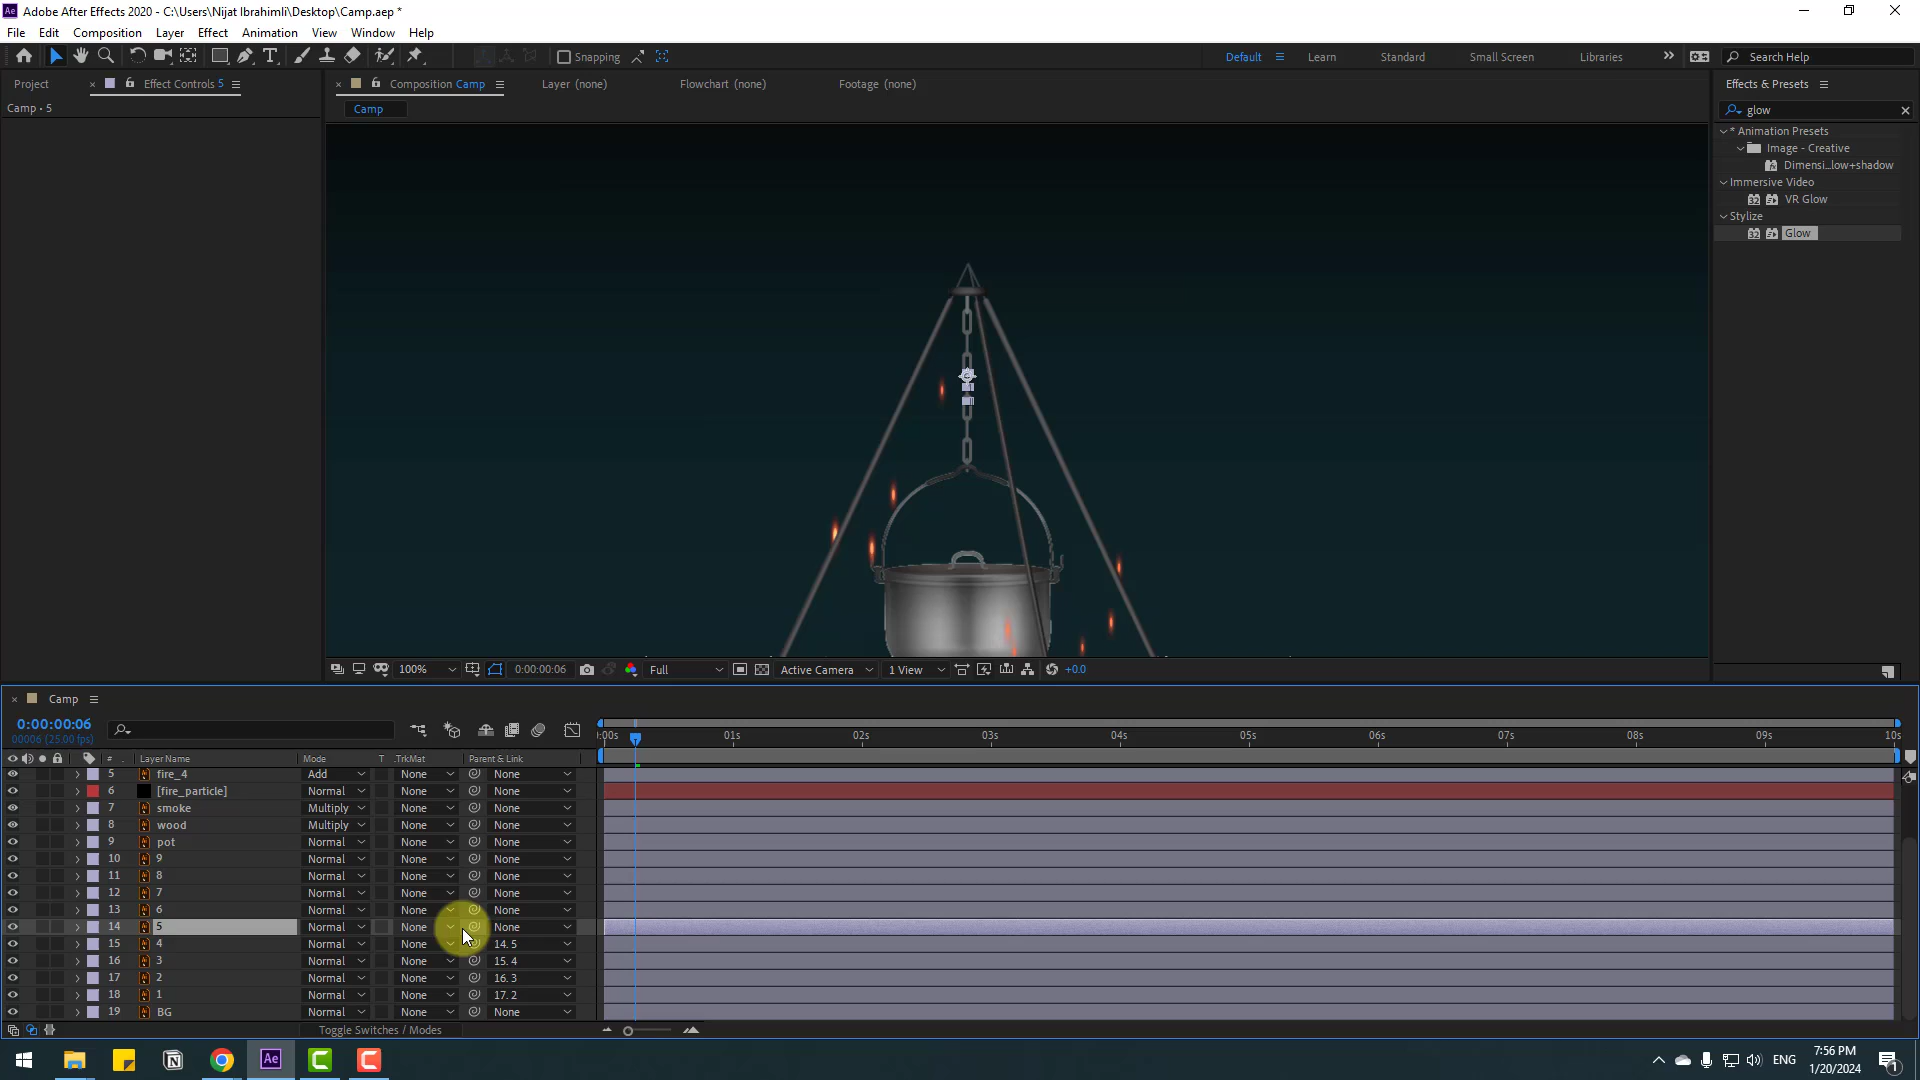 Adobe After Effects 2020 - C:\Users\Nijat Ibrahimli\Desktop\Camp.aep *
File Edit Composition Layer Effect Animation View Window Help
Snapping Default Learn Standard Small Screen Libraries Search Help
Project Effect Controls 5 Composition Camp Layer (none) Flowchart (none) Footage (none) Effects & Presets
Camp • 5 Camp glow
* Animation Presets
Image - Creative
Dimensi...low+shadow
Immersive Video
VR Glow
Stylize
Glow
100% 0:00:00:06 Full Active Camera 1 View +0.0
Camp
0:00:00:06
00006 (25.00 fps)
:00s 01s 02s 03s 04s 05s 06s 07s 08s 09s 10s
# Layer Name Mode T .TrkMat Parent & Link
5 fire_4 Add None None
6 [fire_particle] Normal None None
7 smoke Multiply None None
8 wood Multiply None None
9 pot Normal None None
10 9 Normal None None
11 8 Normal None None
12 7 Normal None None
13 6 Normal None None
14 5 Normal None None
15 4 Normal None 14. 5
16 3 Normal None 15. 4
17 2 Normal None 16. 3
18 1 Normal None 17. 2
19 BG Normal None None
Toggle Switches / Modes
Ae ENG 7:56 PM
1/20/2024
1